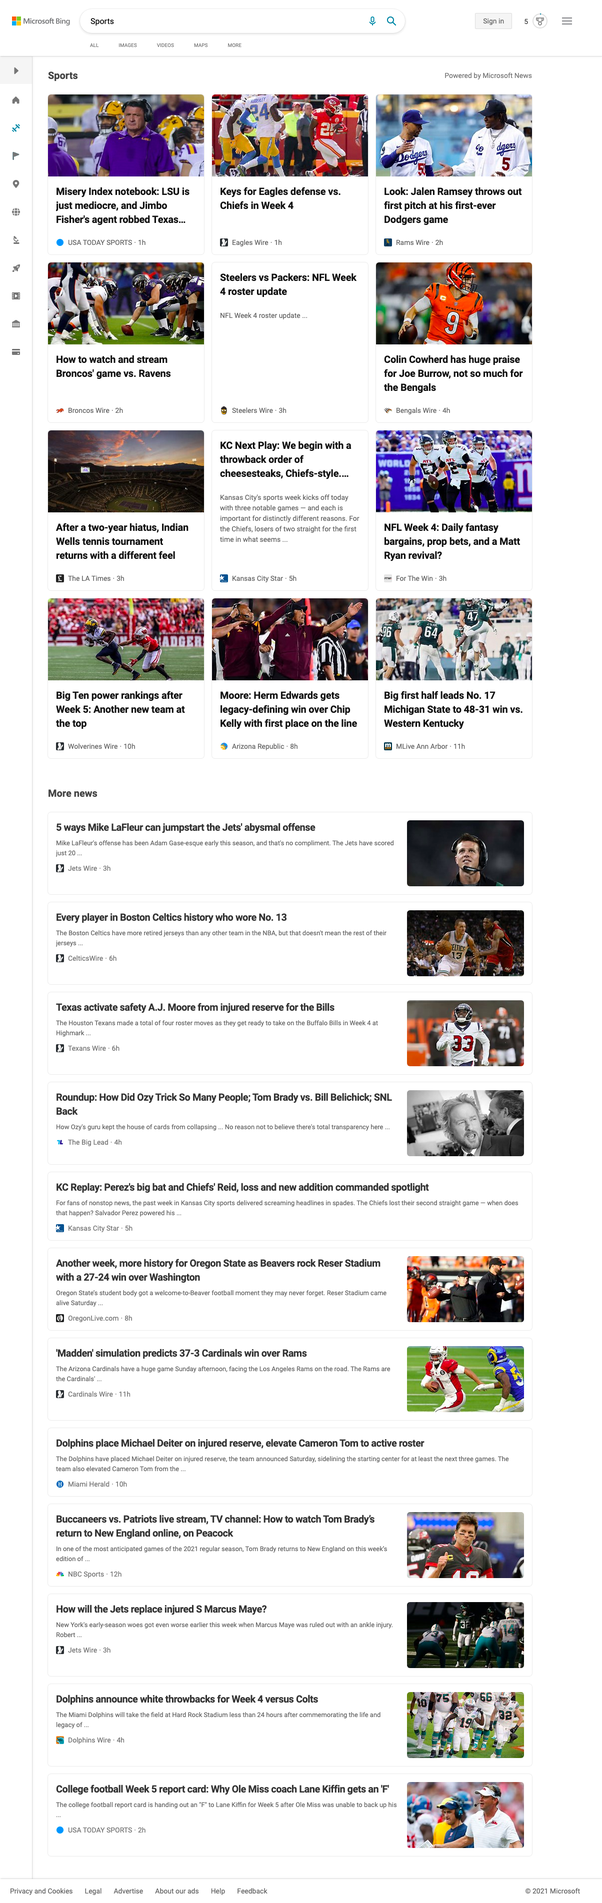 Microsoft Bing
Sports
Sign in
5
ALL IMAGES VIDEOS MAPS MORE
Sports
Powered by Microsoft News
Misery Index notebook: LSU is
just mediocre, and Jimbo
Fisher's agent robbed Texas...
USA TODAY SPORTS · 1h
Keys for Eagles defense vs.
Chiefs in Week 4
Eagles Wire · 1h
Look: Jalen Ramsey throws out
first pitch at his first-ever
Dodgers game
Rams Wire · 2h
How to watch and stream
Broncos' game vs. Ravens
Broncos Wire · 2h
Steelers vs Packers: NFL Week
4 roster update
NFL Week 4 roster update ...
Steelers Wire · 3h
Colin Cowherd has huge praise
for Joe Burrow, not so much for
the Bengals
Bengals Wire · 4h
After a two-year hiatus, Indian
Wells tennis tournament
returns with a different feel
The LA Times · 3h
KC Next Play: We begin with a
throwback order of
cheesesteaks, Chiefs-style....
Kansas City's sports week kicks off today
with three notable games — and each is
important for distinctly different reasons. For
the Chiefs, losers of two straight for the first
time in what seems ...
Kansas City Star · 5h
NFL Week 4: Daily fantasy
bargains, prop bets, and a Matt
Ryan revival?
For The Win · 3h
Big Ten power rankings after
Week 5: Another new team at
the top
Wolverines Wire · 10h
Moore: Herm Edwards gets
legacy-defining win over Chip
Kelly with first place on the line
Arizona Republic · 8h
Big first half leads No. 17
Michigan State to 48-31 win vs.
Western Kentucky
MLive Ann Arbor · 11h
More news
5 ways Mike LaFleur can jumpstart the Jets' abysmal offense
Mike LaFleur's offense has been Adam Gase-esque early this season, and that's no compliment. The Jets have scored
just 20 ...
Jets Wire · 3h
Every player in Boston Celtics history who wore No. 13
The Boston Celtics have more retired jerseys than any other team in the NBA, but that doesn't mean the rest of their
jerseys ...
CelticsWire · 6h
Texas activate safety A.J. Moore from injured reserve for the Bills
The Houston Texans made a total of four roster moves as they get ready to take on the Buffalo Bills in Week 4 at
Highmark ...
Texans Wire · 6h
Roundup: How Did Ozy Trick So Many People; Tom Brady vs. Bill Belichick; SNL
Back
How Ozy's guru kept the house of cards from collapsing ... No reason not to believe there's total transparency here ...
The Big Lead · 4h
KC Replay: Perez's big bat and Chiefs' Reid, loss and new addition commanded spotlight
For fans of nonstop news, the past week in Kansas City sports delivered screaming headlines in spades. The Chiefs lost their second straight game — when does
that happen? Salvador Perez powered his ...
Kansas City Star · 5h
Another week, more history for Oregon State as Beavers rock Reser Stadium
with a 27-24 win over Washington
Oregon State's student body got a welcome-to-Beaver football moment they may never forget. Reser Stadium came
alive Saturday ...
OregonLive.com · 8h
'Madden' simulation predicts 37-3 Cardinals win over Rams
The Arizona Cardinals have a huge game Sunday afternoon, facing the Los Angeles Rams on the road. The Rams are
the Cardinals' ...
Cardinals Wire · 11h
Dolphins place Michael Deiter on injured reserve, elevate Cameron Tom to active roster
The Dolphins have placed Michael Deiter on injured reserve, the team announced Saturday, sidelining the starting center for at least the next three games. The
team also elevated Cameron Tom from the ...
Miami Herald · 10h
Buccaneers vs. Patriots live stream, TV channel: How to watch Tom Brady's
return to New England online, on Peacock
In one of the most anticipated games of the 2021 regular season, Tom Brady returns to New England on this week's
edition of ...
NBC Sports · 12h
How will the Jets replace injured S Marcus Maye?
New York's early-season woes got even worse earlier this week when Marcus Maye was ruled out with an ankle injury.
Robert ...
Jets Wire · 3h
Dolphins announce white throwbacks for Week 4 versus Colts
The Miami Dolphins will take the field at Hard Rock Stadium less than 24 hours after commemorating the life and
legacy of ...
Dolphins Wire · 4h
College football Week 5 report card: Why Ole Miss coach Lane Kiffin gets an 'F'
The college football report card is handing out an "F" to Lane Kiffin for Week 5 after Ole Miss was unable to back up his
...
USA TODAY SPORTS · 2h
Privacy and Cookies Legal Advertise About our ads Help Feedback © 2021 Microsoft